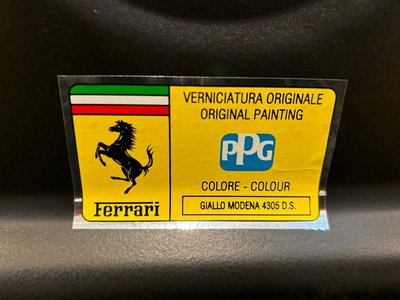 VERNICIATURA ORIGINALE
ORIGINAL PAINTING
PPG
COLORE - COLOUR
GIALLO MODENA 4305 D.S.
Ferrari